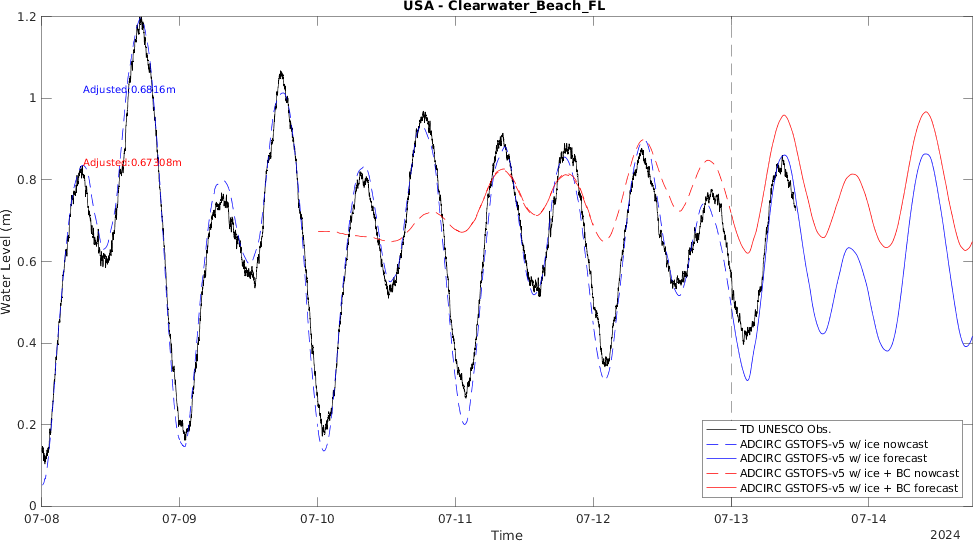 USA - Clearwater_Beach_FL
1.2
1
0.8
0.6
0.4
0.2
0
Water Level (m)
Adjusted:0.6816m
Adjusted:0.67308m
TD UNESCO Obs.
ADCIRC GSTOFS-v5 w/ ice nowcast
ADCIRC GSTOFS-v5 w/ ice forecast
ADCIRC GSTOFS-v5 w/ ice + BC nowcast
ADCIRC GSTOFS-v5 w/ ice + BC forecast
07-08 07-09 07-10 07-11 07-12 07-13 07-14
Time
2024